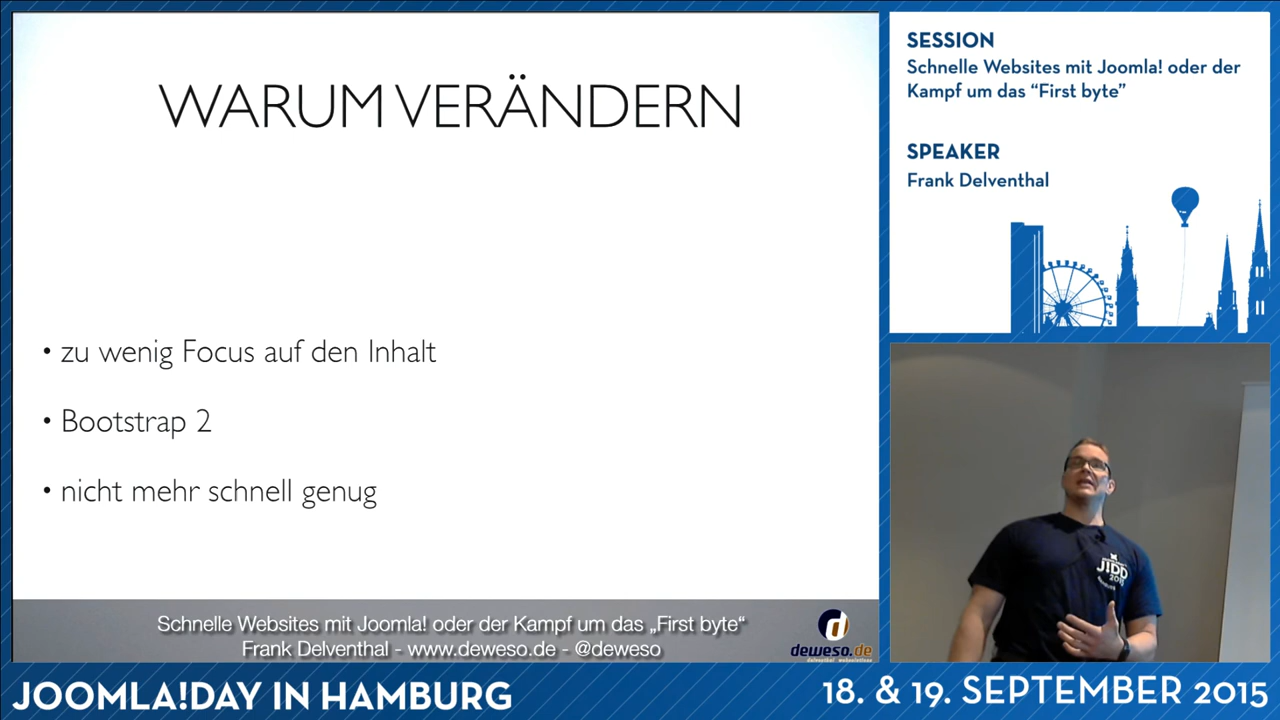 WARUM VERÄNDERN
• zu wenig Focus auf den Inhalt
• Bootstrap 2
• nicht mehr schnell genug
Schnelle Websites mit Joomla! oder der Kampf um das „First byte“
Frank Delventhal - www.deweso.de - @deweso
d
deweso.de
delventhal websolutions
SESSION
Schnelle Websites mit Joomla! oder der
Kampf um das “First byte”
SPEAKER
Frank Delventhal
JIDD
2015
JOOMLA!DAY IN HAMBURG
18. & 19. SEPTEMBER 2015